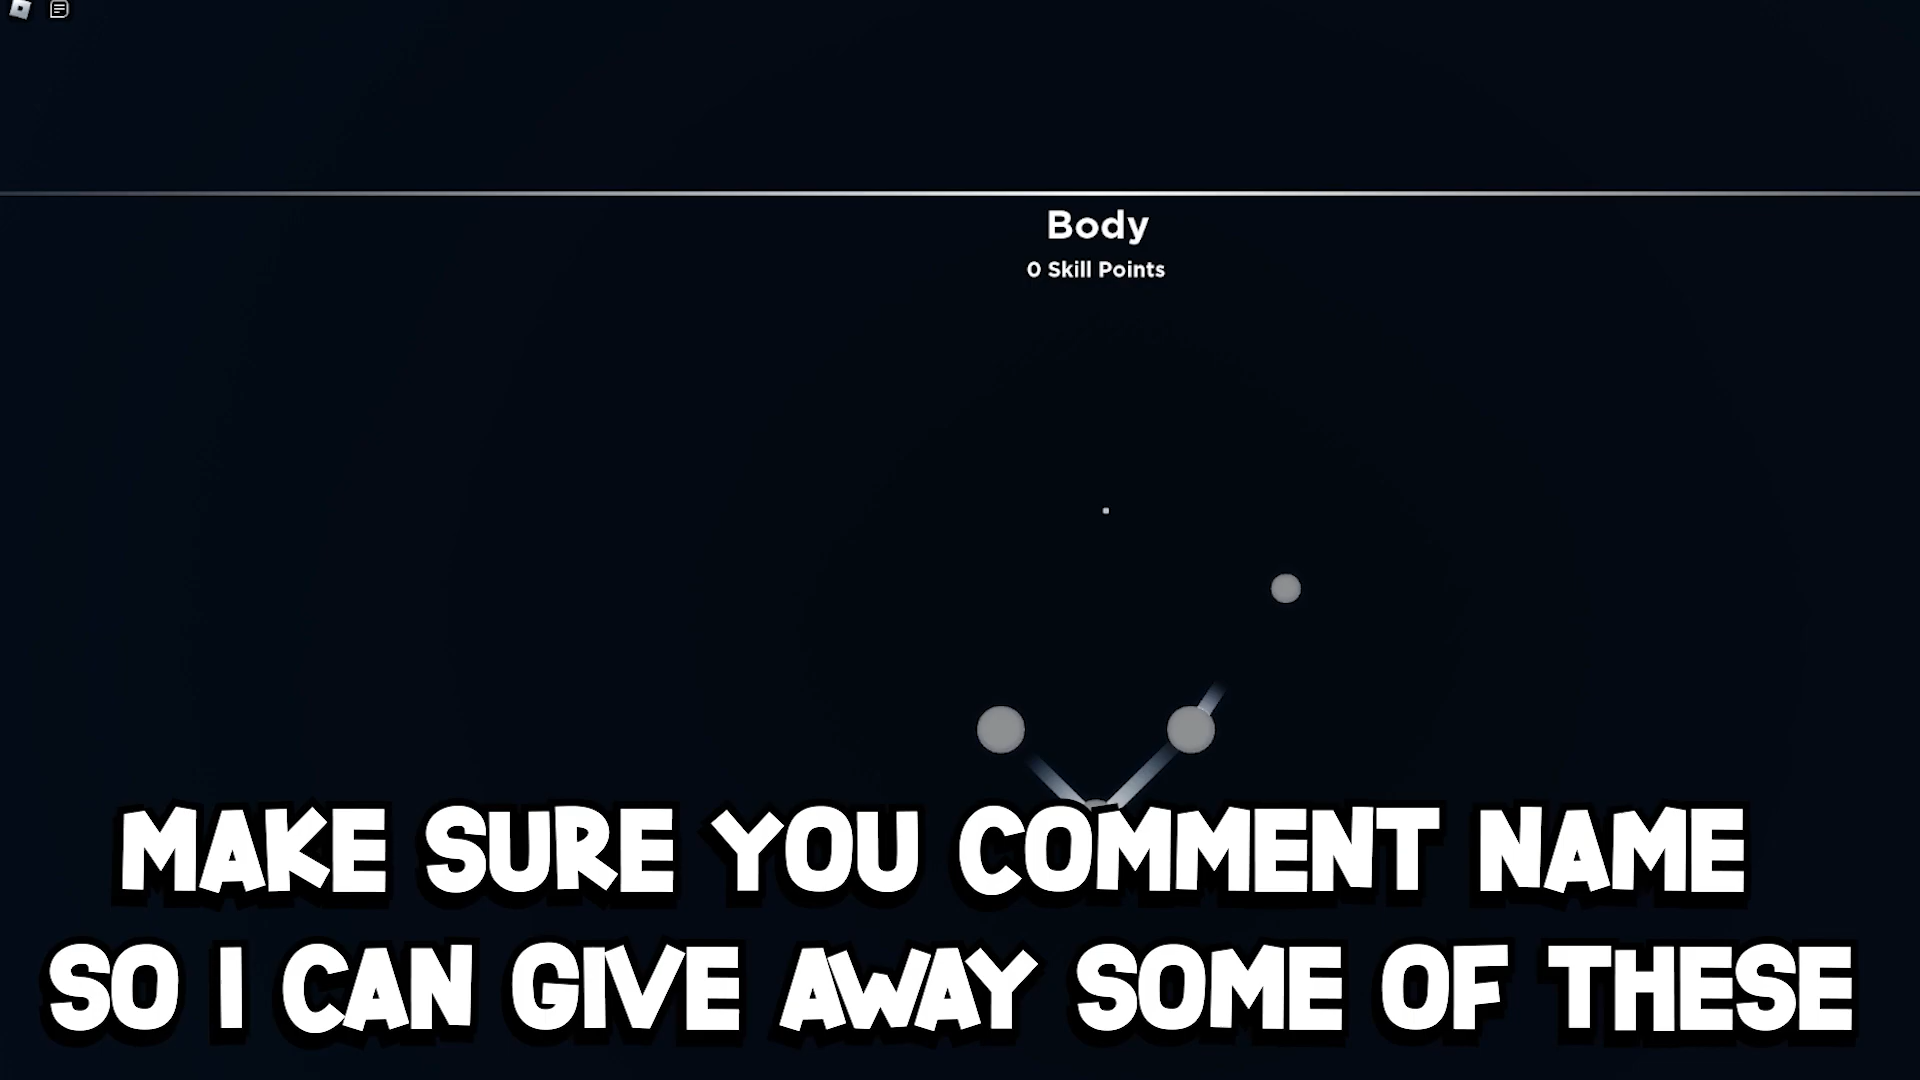 Body
0 Skill Points
MAKE SURE YOU COMMENT NAME
SO I CAN GIVE AWAY SOME OF THESE